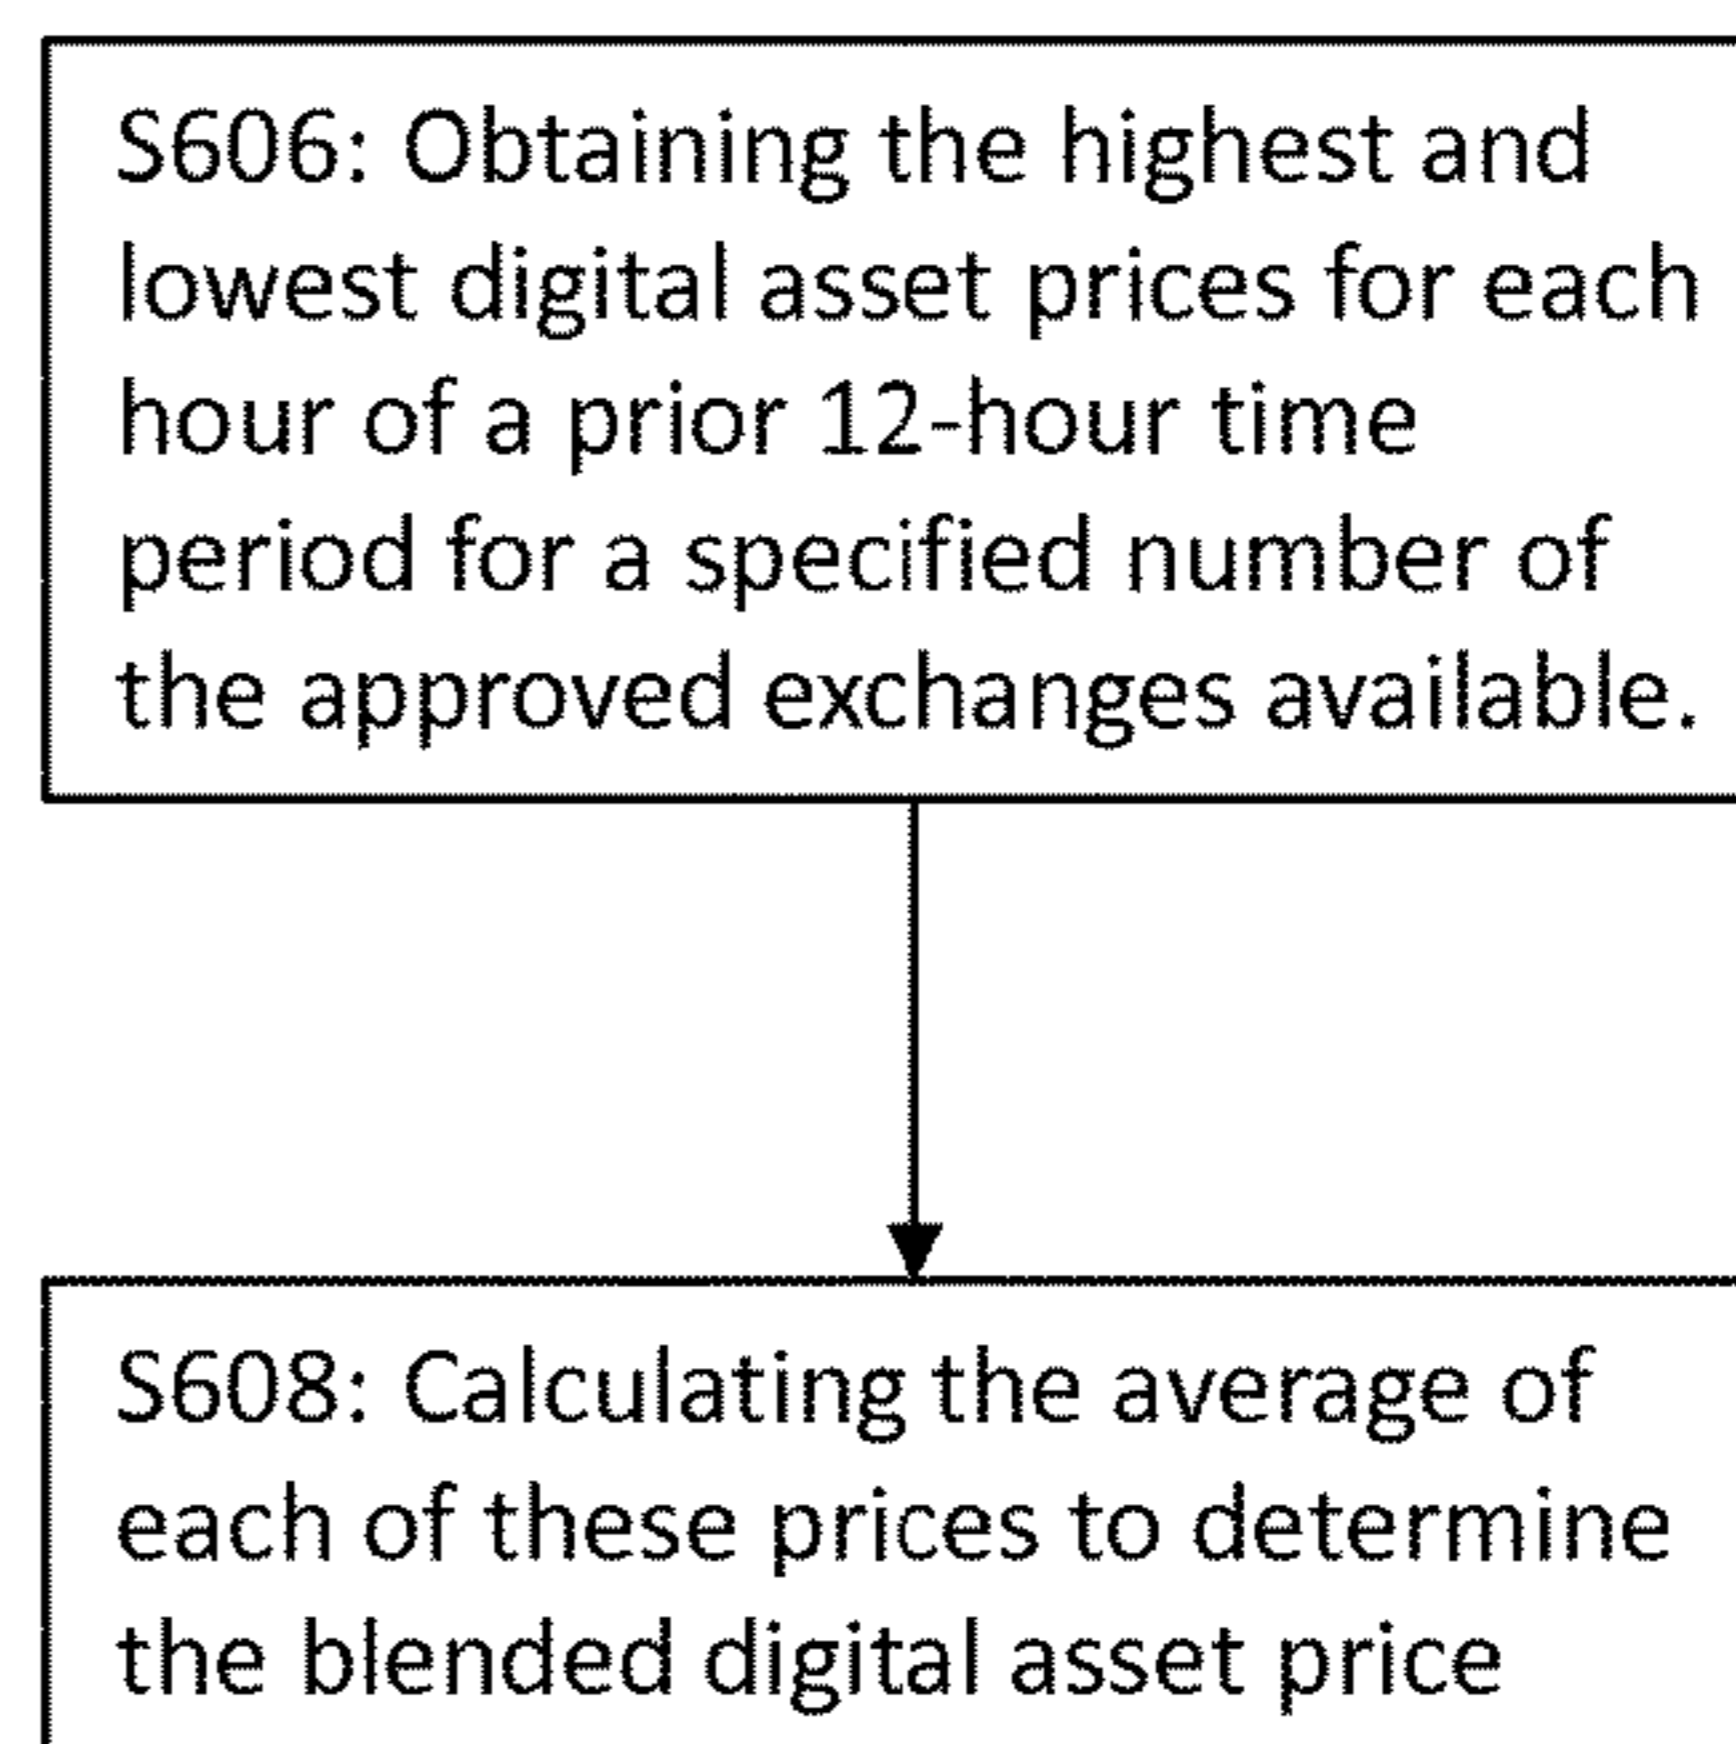 S606: Obtaining the highest and
lowest digital asset prices for each
hour of a prior 12-hour time
period for a specified number of
the approved exchanges available.
S608: Calculating the average of
each of these prices to determine
the blended digital asset price